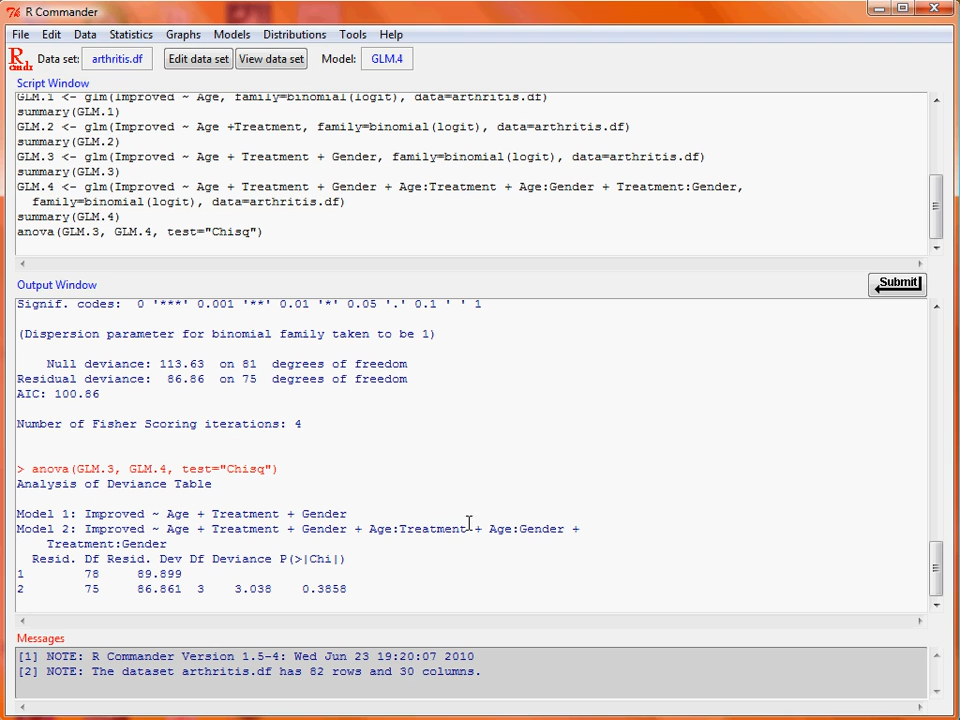 R Commander
File Edit Data Statistics Graphs Models Distributions Tools Help
R cmdr Data set: arthritis.df Edit data set View data set Model: GLM.4
Script Window
GLM.1 <- glm(Improved ~ Age, family=binomial(logit), data=arthritis.df)
summary(GLM.1)
GLM.2 <- glm(Improved ~ Age +Treatment, family=binomial(logit), data=arthritis.df)
summary(GLM.2)
GLM.3 <- glm(Improved ~ Age + Treatment + Gender, family=binomial(logit), data=arthritis.df)
summary(GLM.3)
GLM.4 <- glm(Improved ~ Age + Treatment + Gender + Age:Treatment + Age:Gender + Treatment:Gender,
  family=binomial(logit), data=arthritis.df)
summary(GLM.4)
anova(GLM.3, GLM.4, test="Chisq")
Output Window
Submit
Signif. codes:  0 '***' 0.001 '**' 0.01 '*' 0.05 '.' 0.1 ' ' 1
(Dispersion parameter for binomial family taken to be 1)
    Null deviance: 113.63  on 81  degrees of freedom
Residual deviance:  86.86  on 75  degrees of freedom
AIC: 100.86
Number of Fisher Scoring iterations: 4
> anova(GLM.3, GLM.4, test="Chisq")
Analysis of Deviance Table
Model 1: Improved ~ Age + Treatment + Gender
Model 2: Improved ~ Age + Treatment + Gender + Age:Treatment + Age:Gender +
    Treatment:Gender
  Resid. Df Resid. Dev Df Deviance P(>|Chi|)
1        78     89.899
2        75     86.861  3    3.038    0.3858
Messages
[1] NOTE: R Commander Version 1.5-4: Wed Jun 23 19:20:07 2010
[2] NOTE: The dataset arthritis.df has 82 rows and 30 columns.